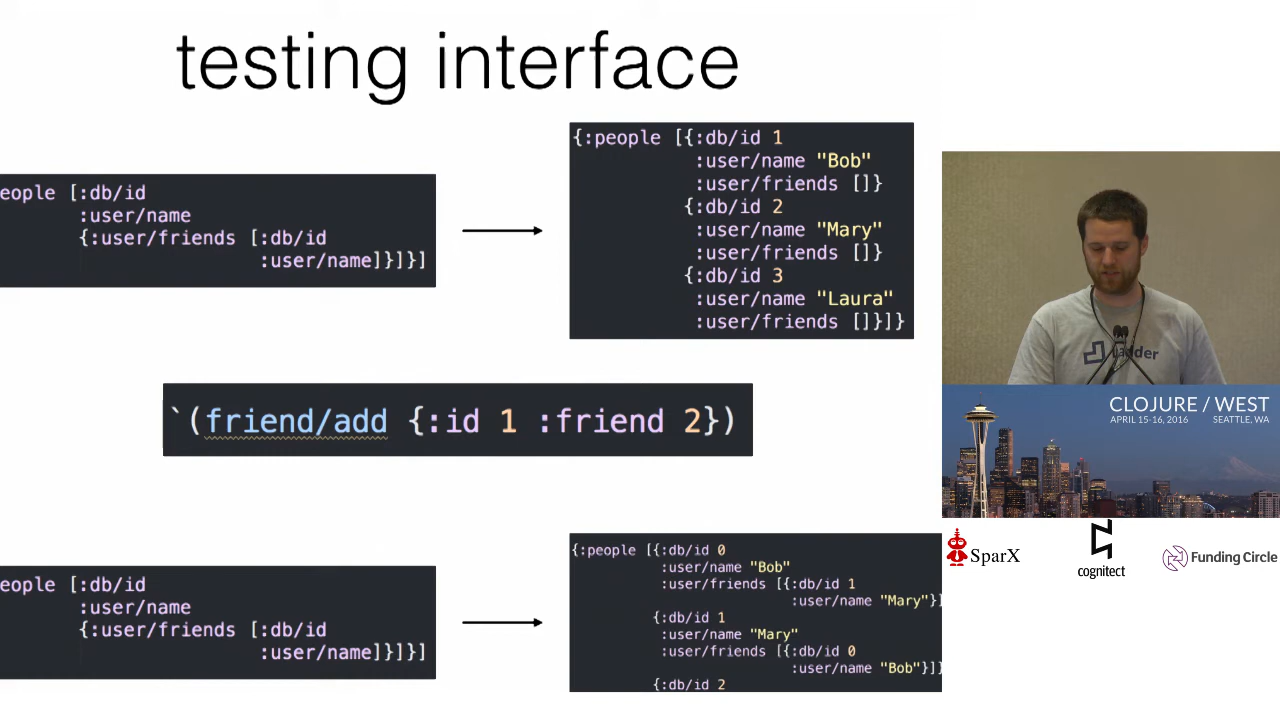 testing interface
eople [:db/id
:user/name
{:user/friends [:db/id
:user/name]}]}]
{:people [{:db/id 1
:user/name "Bob"
:user/friends []}
{:db/id 2
:user/name "Mary"
:user/friends []}
{:db/id 3
:user/name "Laura"
:user/friends []}]}
`(friend/add {:id 1 :friend 2})
eople [:db/id
:user/name
{:user/friends [:db/id
:user/name]}]}]
{:people [{:db/id 0
:user/name "Bob"
:user/friends [{:db/id 1
:user/name "Mary"}]
{:db/id 1
:user/name "Mary"
:user/friends [{:db/id 0
:user/name "Bob"}]}
{:db/id 2
CLOJURE / WEST
APRIL 15-16, 2016 SEATTLE, WA
SparX
cognitect
Funding Circle